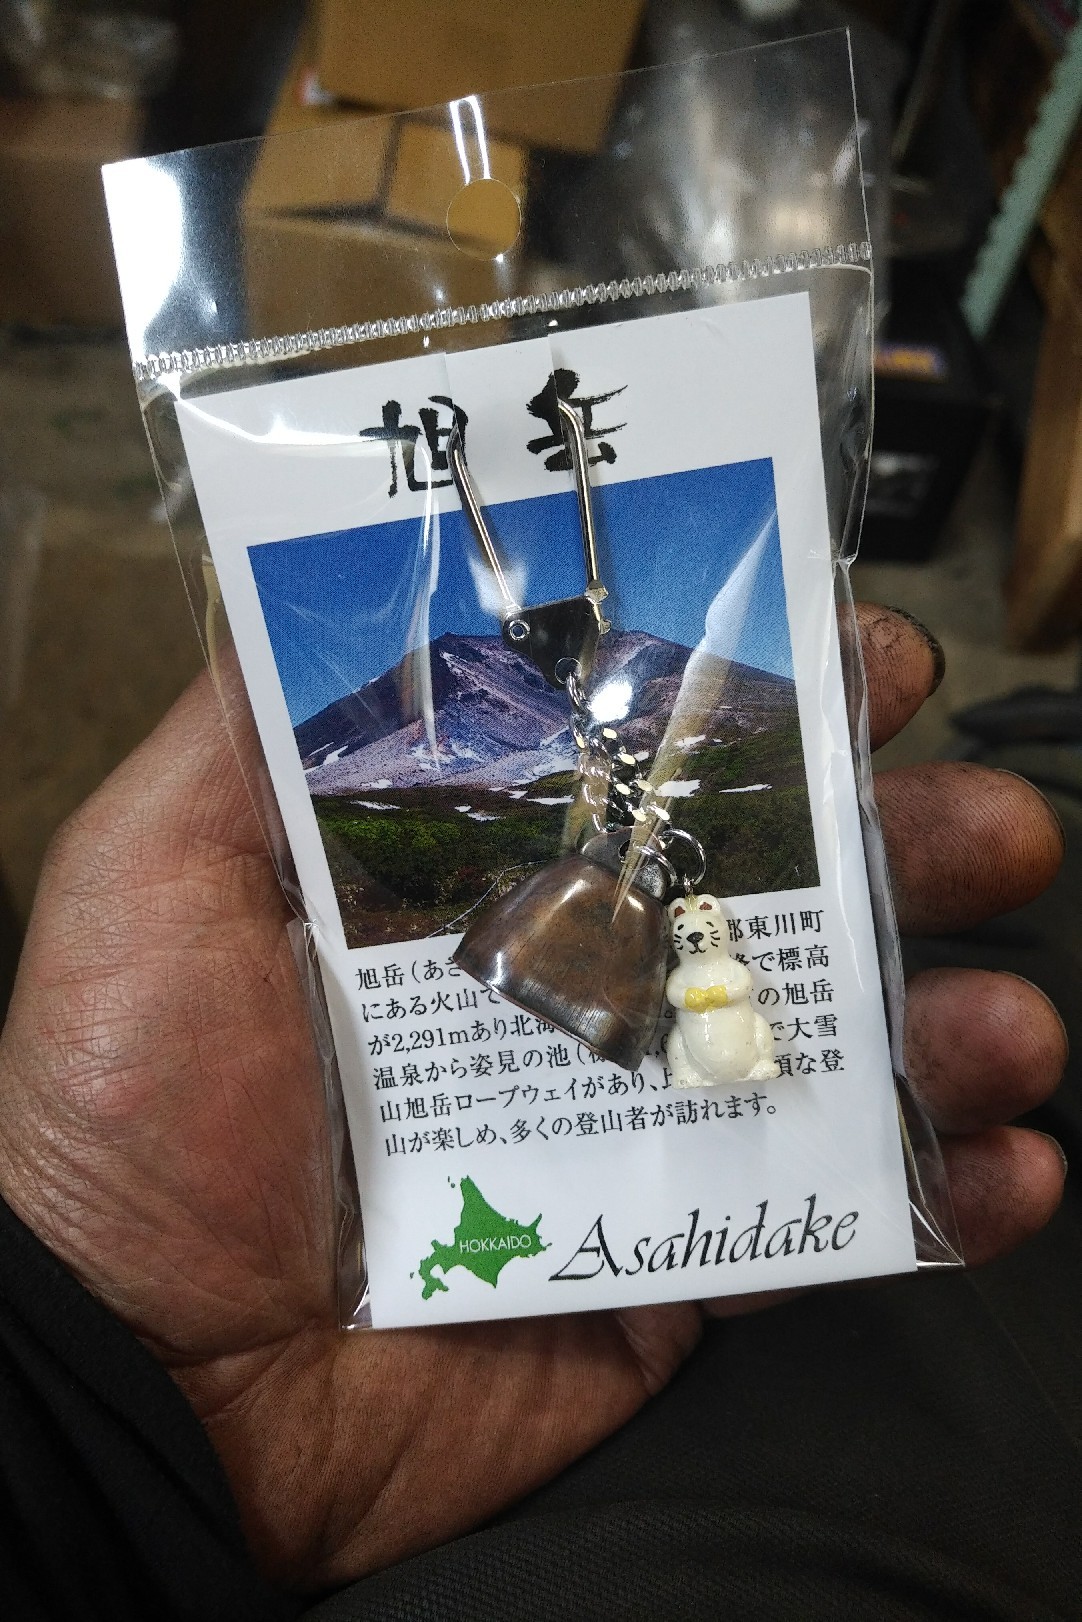 旭岳
旭岳（あさ 郡東川町
にある火山で 峰で標高
が2,291mあり北海 の旭岳
温泉から姿見の池（標 で大雪
山旭岳ロープウェイがあり、比 頃な登
山が楽しめ、多くの登山者が訪れます。
HOKKAIDO
Asahidake